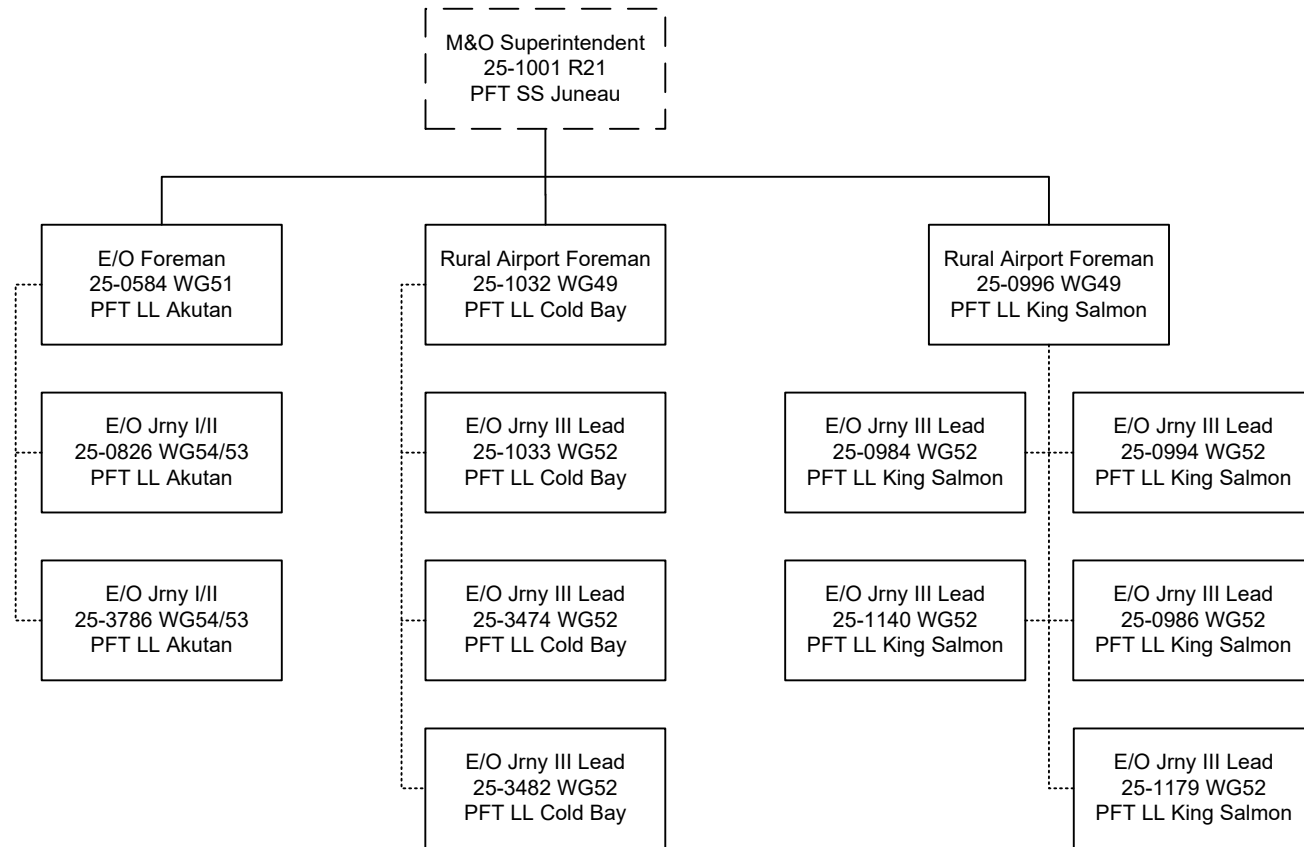 M&O Superintendent
25-1001 R21
PFT SS Juneau
E/O Foreman
25-0584 WG51
PFT LL Akutan
Rural Airport Foreman
25-1032 WG49
PFT LL Cold Bay
Rural Airport Foreman
25-0996 WG49
PFT LL King Salmon
E/O Jrny I/II
25-0826 WG54/53
PFT LL Akutan
E/O Jrny III Lead
25-1033 WG52
PFT LL Cold Bay
E/O Jrny III Lead
25-0984 WG52
PFT LL King Salmon
E/O Jrny III Lead
25-0994 WG52
PFT LL King Salmon
E/O Jrny I/II
25-3786 WG54/53
PFT LL Akutan
E/O Jrny III Lead
25-3474 WG52
PFT LL Cold Bay
E/O Jrny III Lead
25-1140 WG52
PFT LL King Salmon
E/O Jrny III Lead
25-0986 WG52
PFT LL King Salmon
E/O Jrny III Lead
25-3482 WG52
PFT LL Cold Bay
E/O Jrny III Lead
25-1179 WG52
PFT LL King Salmon